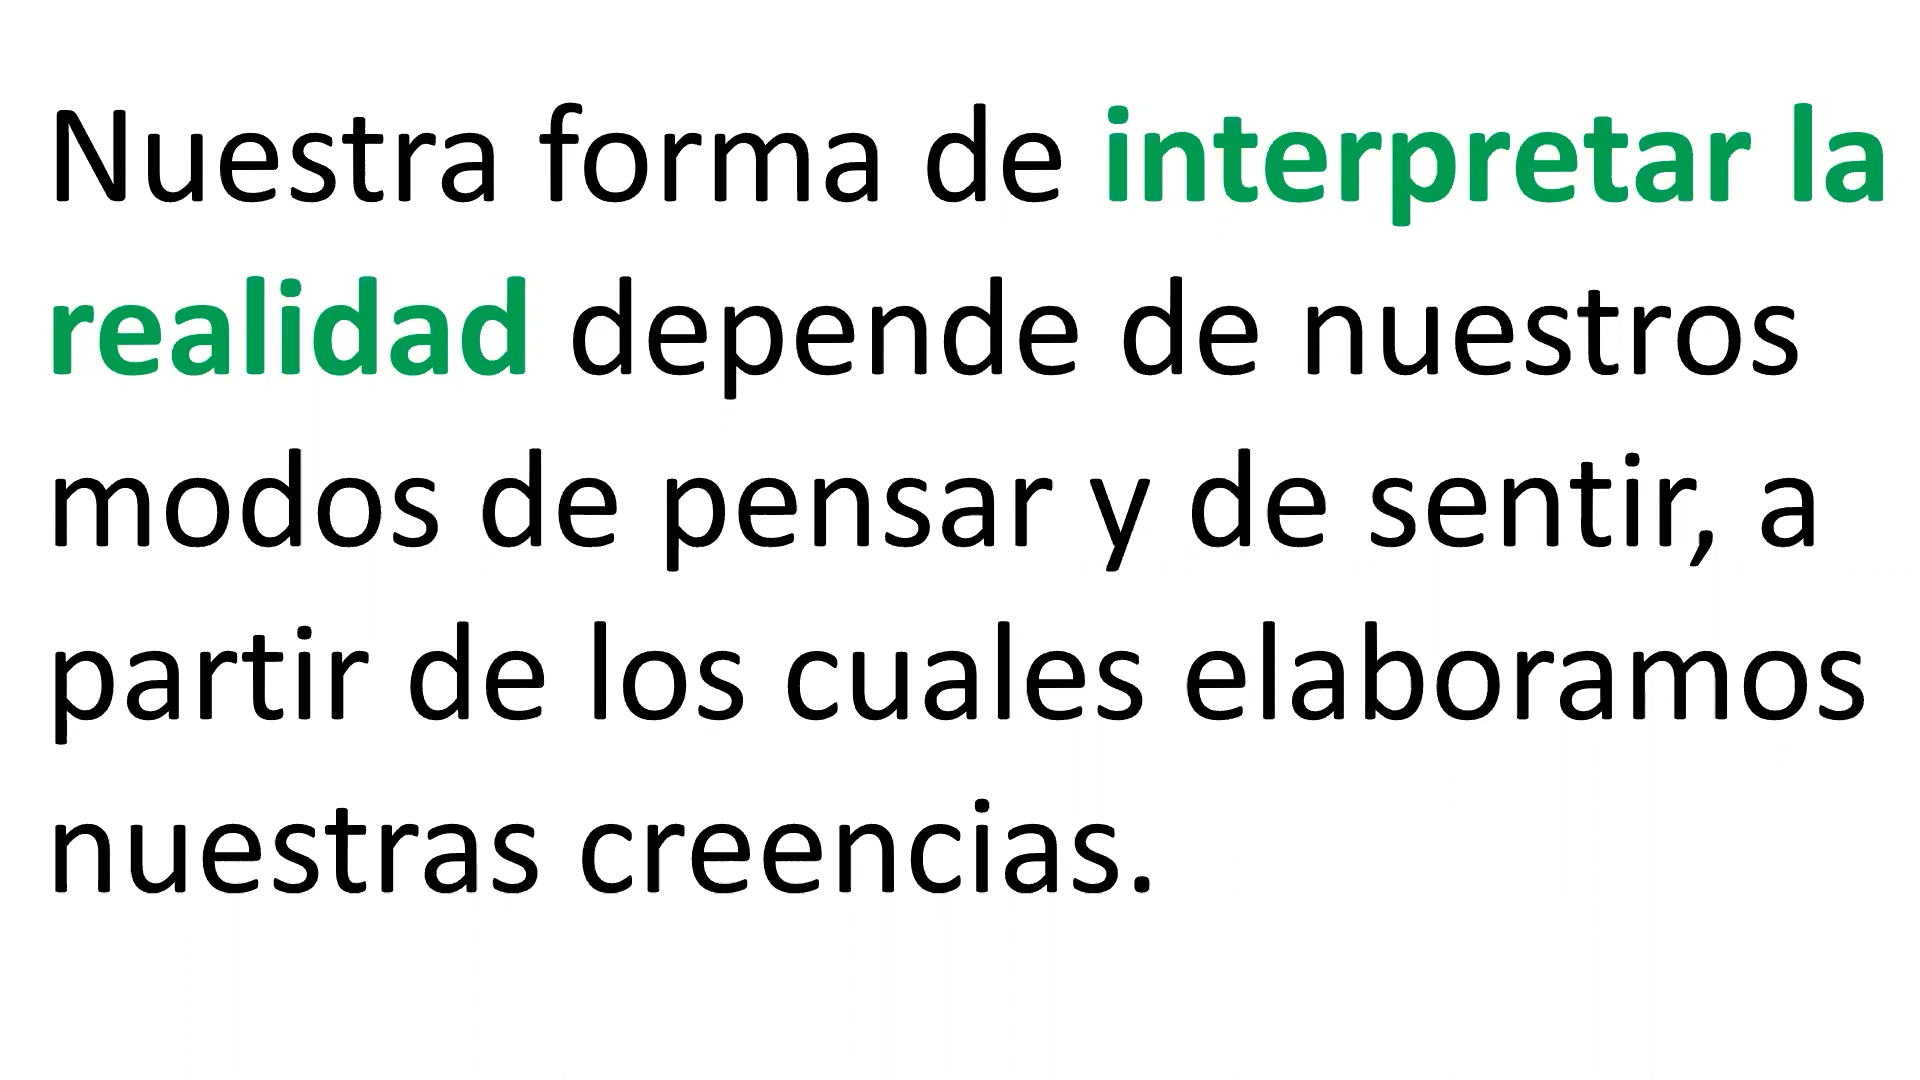 Nuestra forma de interpretar la
realidad depende de nuestros
modos de pensar y de sentir, a
partir de los cuales elaboramos
nuestras creencias.